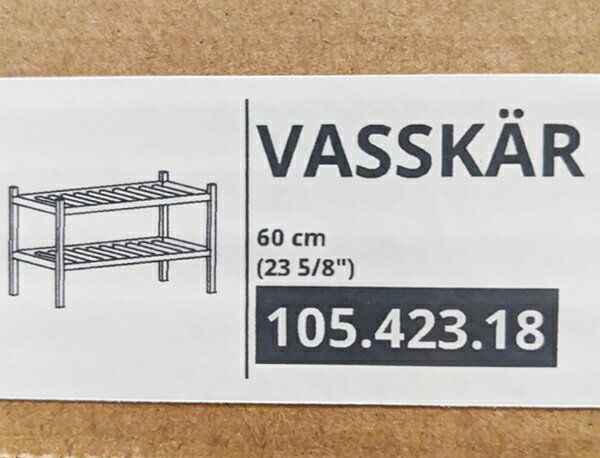 VASSKÄR
60 cm
(23 5/8")
105.423.18